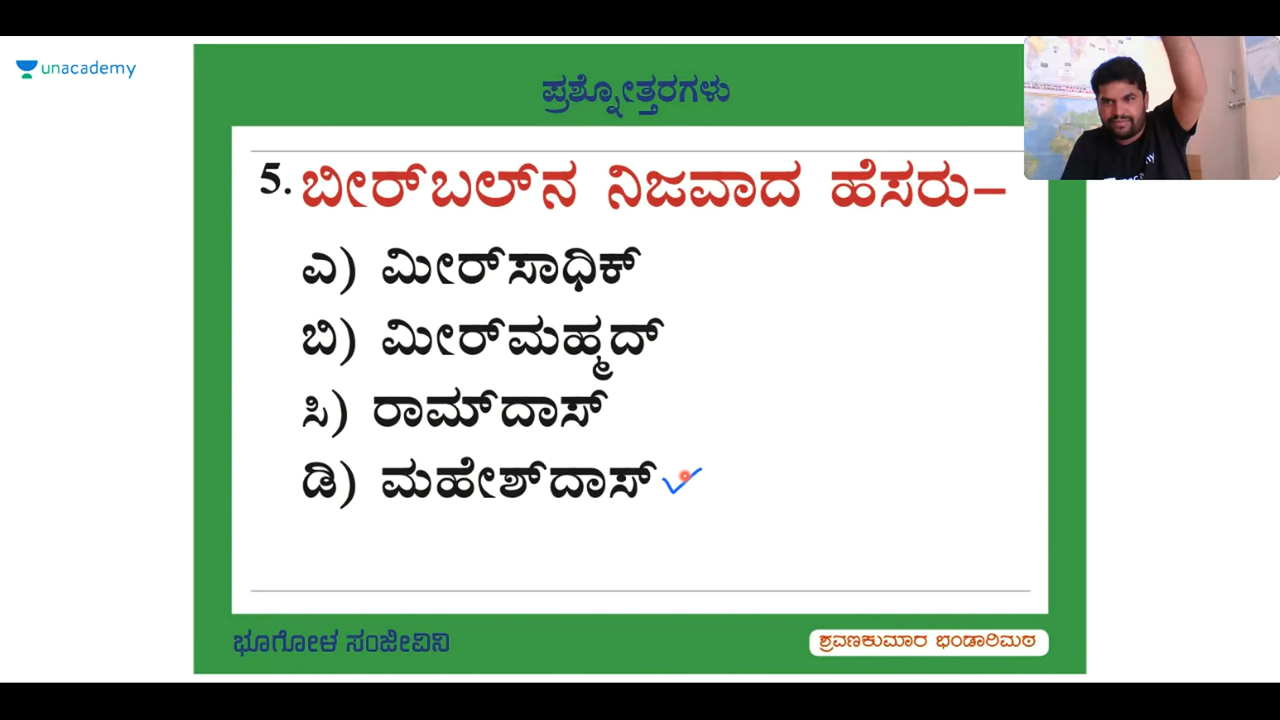 unacademy
ಪ್ರಶ್ನೋತ್ತರಗಳು
5. ಬೀರ್‌ಬಲ್‌ನ ನಿಜವಾದ ಹೆಸರು–
ಎ) ಮೀರ್‌ಸಾಧಿಕ್
ಬಿ) ಮೀರ್‌ಮಹ್ಮದ್
ಸಿ) ರಾಮ್‌ದಾಸ್
ಡಿ) ಮಹೇಶ್‌ದಾಸ್
ಭೂಗೋಳ ಸಂಜೀವಿನಿ
ಶ್ರವಣಕುಮಾರ ಭಂಡಾರಿಮಠ